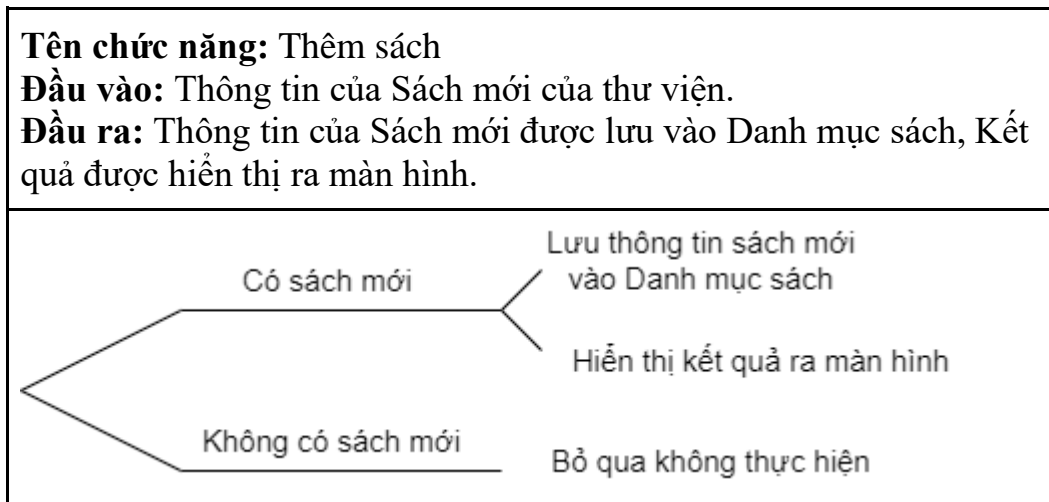 Tên chức năng: Thêm sách
Đầu vào: Thông tin của Sách mới của thư viện.
Đầu ra: Thông tin của Sách mới được lưu vào Danh mục sách, Kết
quả được hiển thị ra màn hình.
Lưu thông tin sách mới
vào Danh mục sách
Có sách mới
Hiễn thị kết quả ra màn hình
Không có sách mới
Bỏ qua không thực hiện